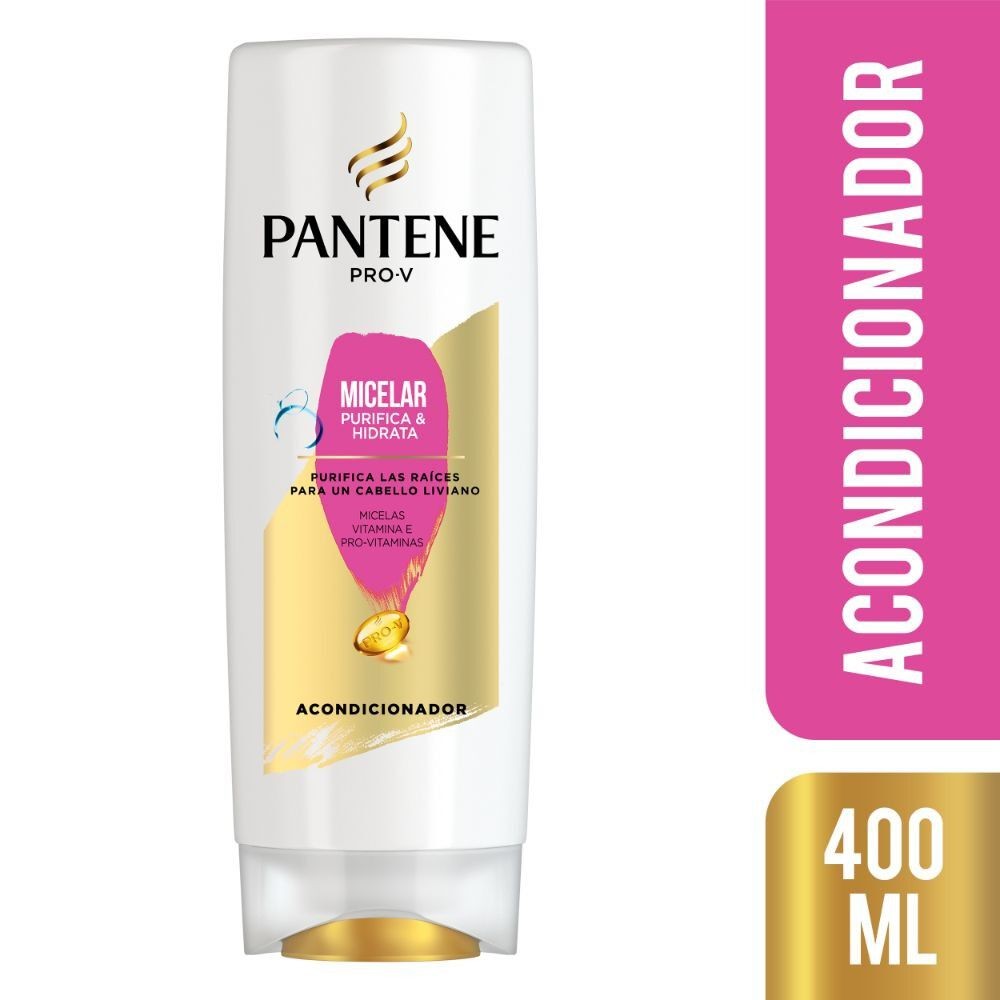 PANTENE
PRO-V
MICELAR
PURIFICA &
HIDRATA
PURIFICA LAS RAÍCES
PARA UN CABELLO LIVIANO
MICELAS
VITAMINA E
PRO-VITAMINAS
PRO-V
ACONDICIONADOR
ACONDICIONADOR
400
ML